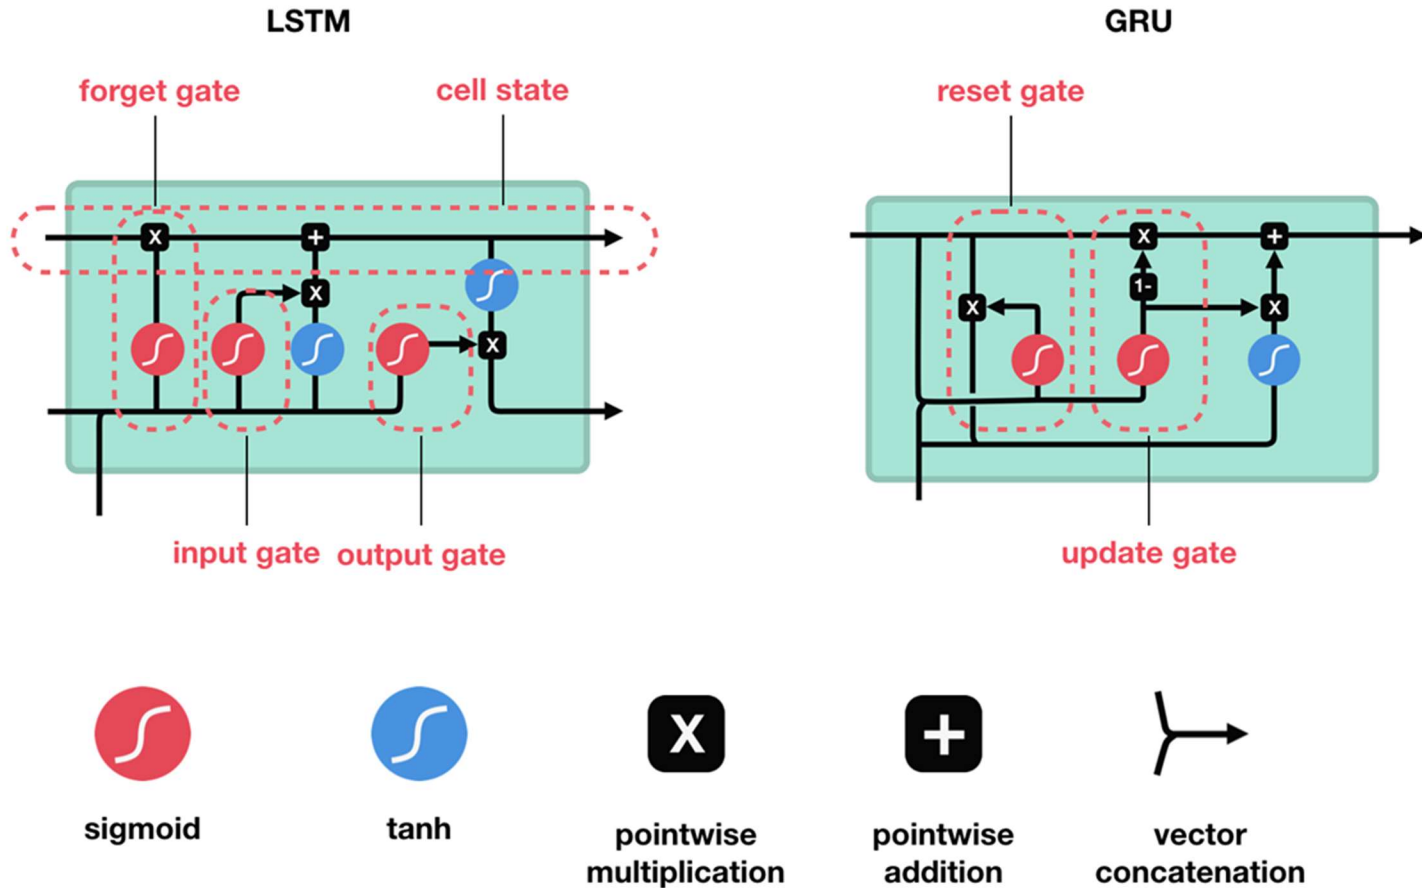 LSTM
GRU
forget gate
cell state
reset gate
X
+
X
X
X
+
1-
X
X
input gate
output gate
update gate
X
+
sigmoid
tanh
pointwise
multiplication
pointwise
addition
vector
concatenation